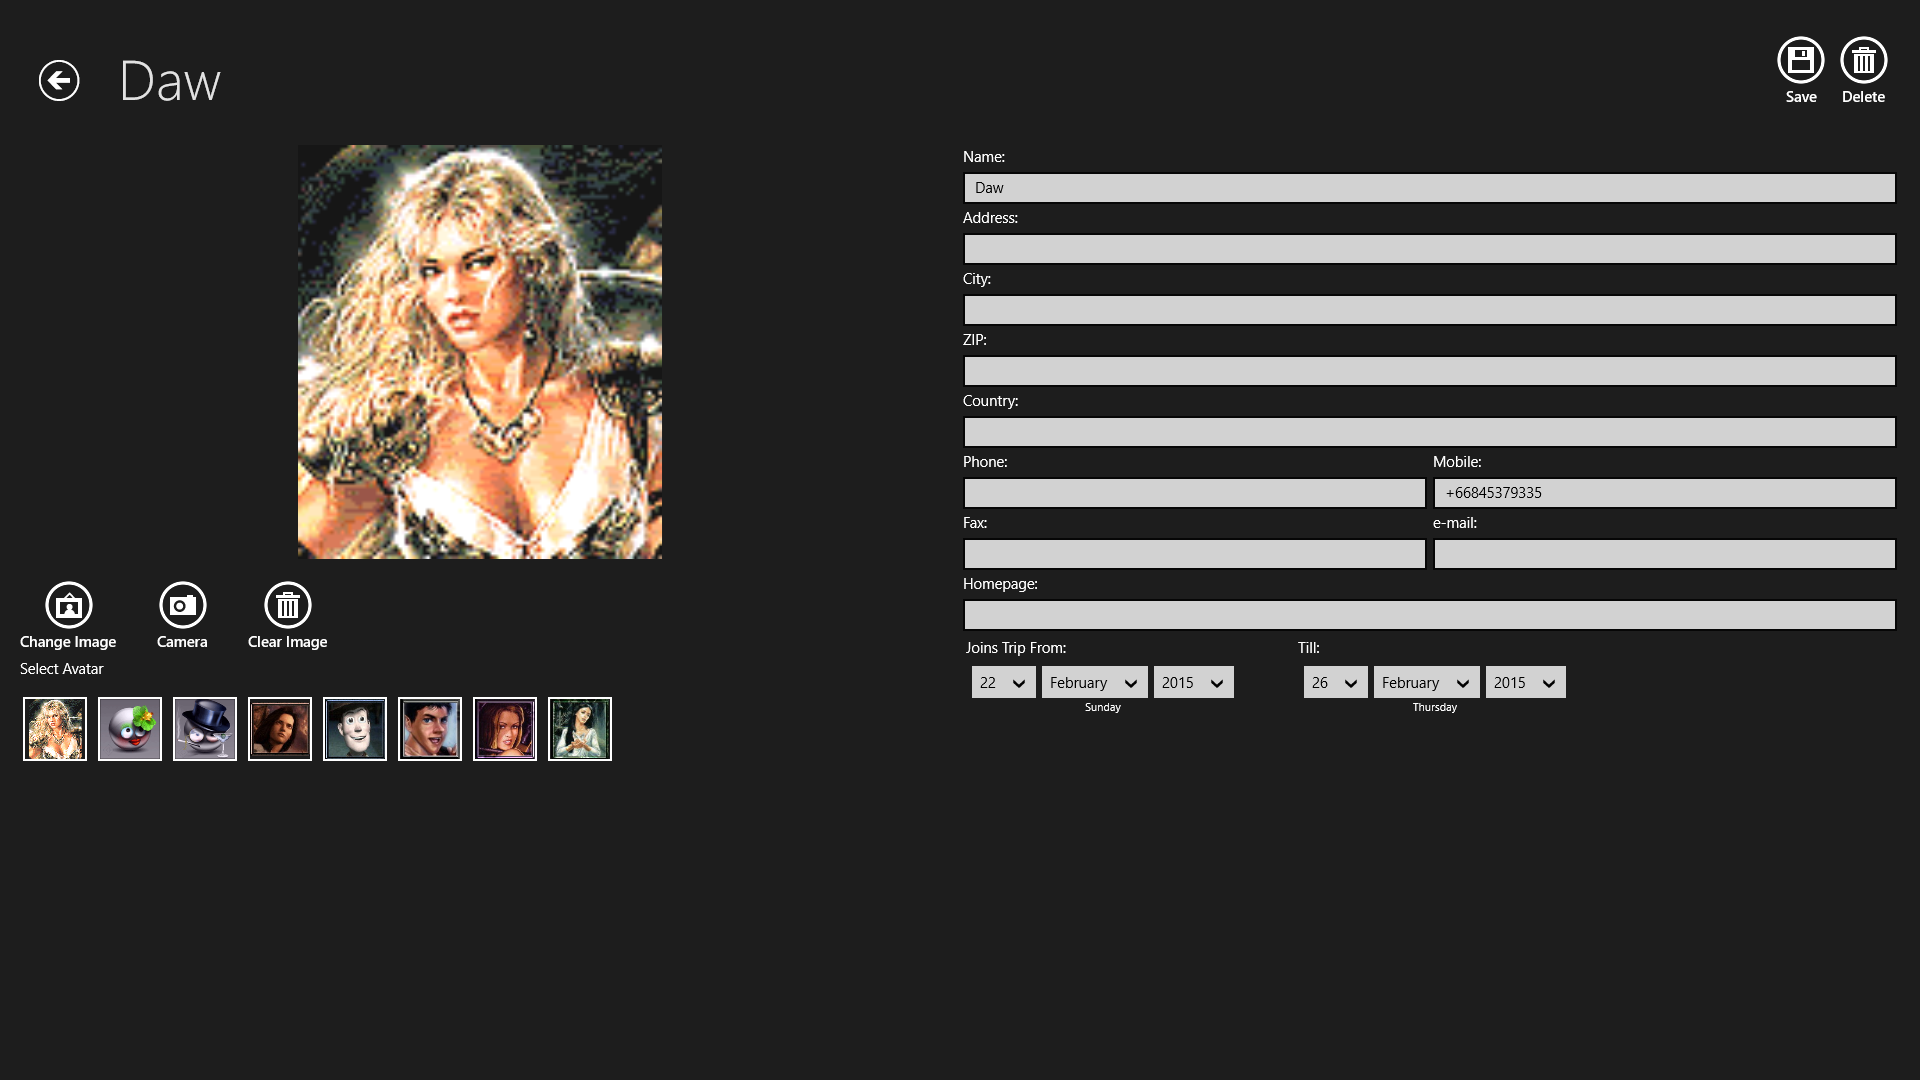 Daw
Save
Delete
Name:
Daw
Address:
City:
ZIP:
Country:
Phone:
Mobile:
+66845379335
Fax:
e-mail:
Homepage:
Joins Trip From:
Till:
22 February 2015
26 February 2015
Sunday
Thursday
Change Image
Camera
Clear Image
Select Avatar